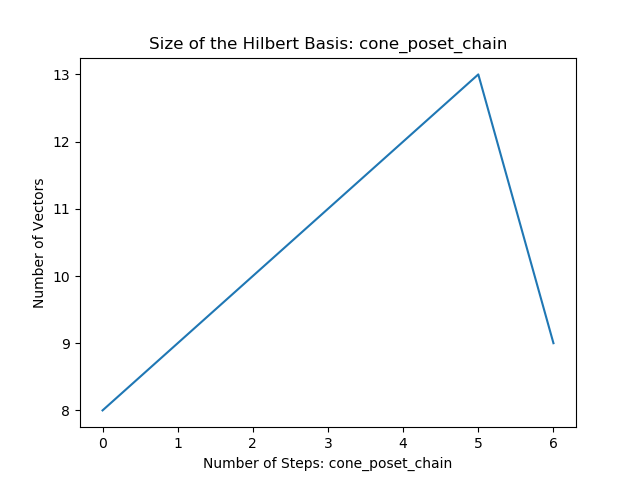 Size of the Hilbert Basis: cone_poset_chain
13
12
11
10
9
8
Number of Vectors
0 1 2 3 4 5 6
Number of Steps: cone_poset_chain